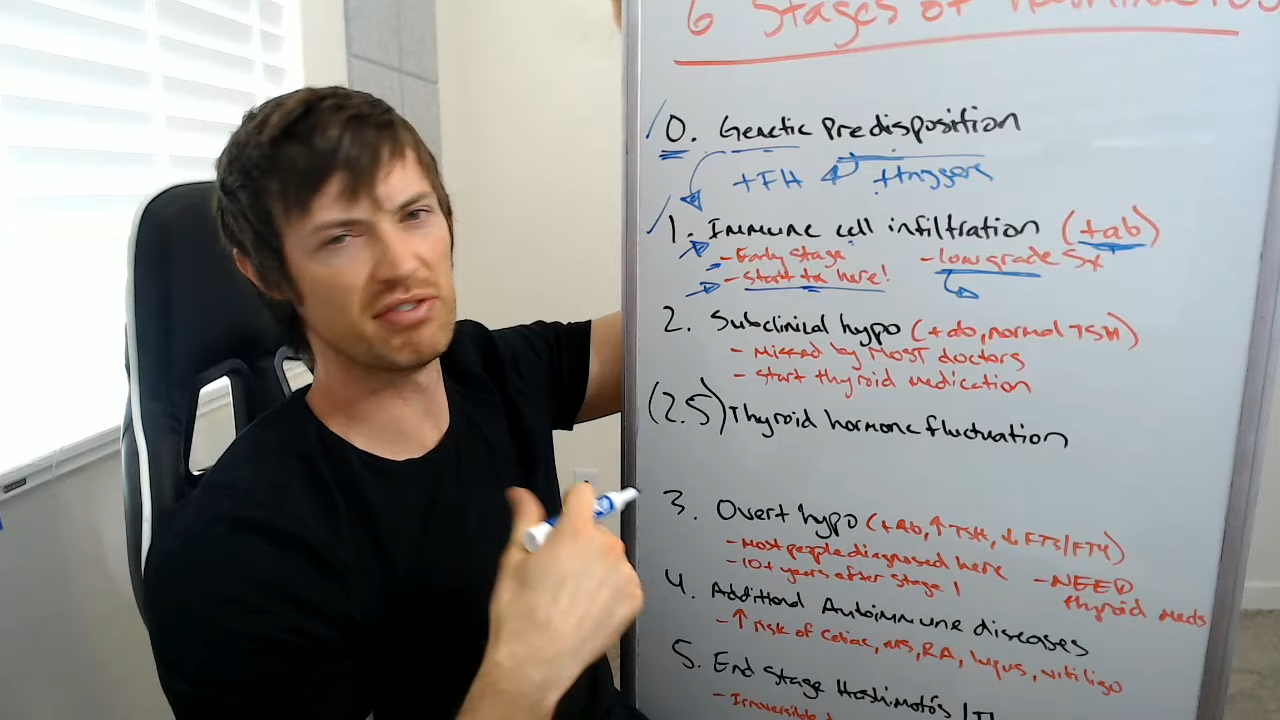 6 Stages of Hashimoto's
0. Genetic Predisposition
+FH + triggers
1. Immune cell infiltration (+ab)
- Early stage - low grade Sx
- Start tx here!
2. Subclinical hypo (+ab, normal TSH)
- Missed by MOST doctors
- Start thyroid medication
(2.5) Thyroid hormone fluctuation
3. Overt hypo (+Ab, ↑TSH, ↓FT3/FT4)
- Most people diagnosed here
- 10+ years after stage 1
- NEED thyroid meds
4. Additional Autoimmune diseases
- ↑ risk of Celiac, MS, RA, lupus, vitiligo
5. End Stage Hashimoto's /
- Irreversible